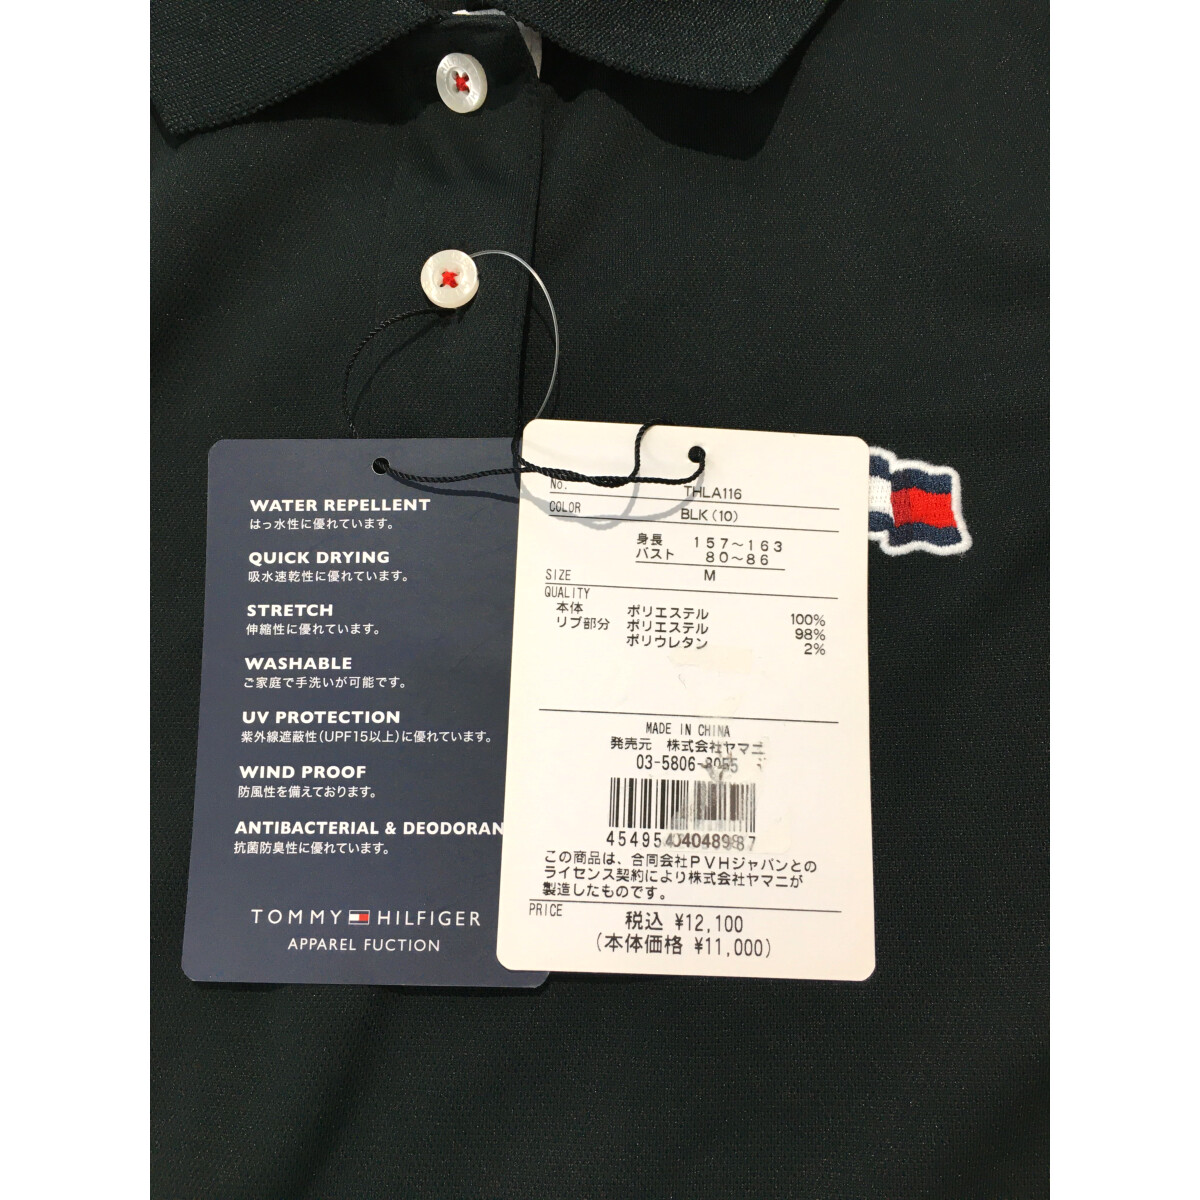 WATER REPELLENT
はっ水性に優れています。
QUICK DRYING
吸水速乾性に優れています。
STRETCH
伸縮性に優れています。
WASHABLE
ご家庭で手洗いが可能です。
UV PROTECTION
紫外線遮蔽性(UPF15以上)に優れています。
WIND PROOF
防風性を備えております。
ANTIBACTERIAL & DEODORAN
抗菌防臭性に優れています。
TOMMY HILFIGER
APPAREL FUCTION
No. THLA116
COLOR BLK(10)
身長 157〜163
バスト 80〜86
SIZE M
QUALITY
本体 ポリエステル 100%
リブ部分 ポリエステル 98%
ポリウレタン 2%
MADE IN CHINA
発売元 株式会社ヤマニ
03-5806-
この商品は、合同会社PVHジャパンとの
ライセンス契約により株式会社ヤマニが
製造したものです。
PRICE
税込 ¥12,100
(本体価格 ¥11,000)